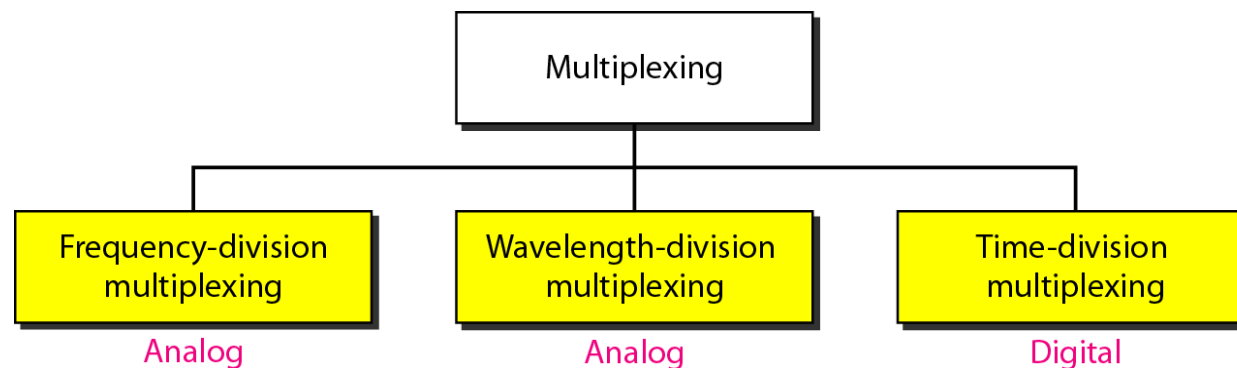 Multiplexing
Frequency-division
multiplexing
Wavelength-division
multiplexing
Time-division
multiplexing
Analog
Analog
Digital